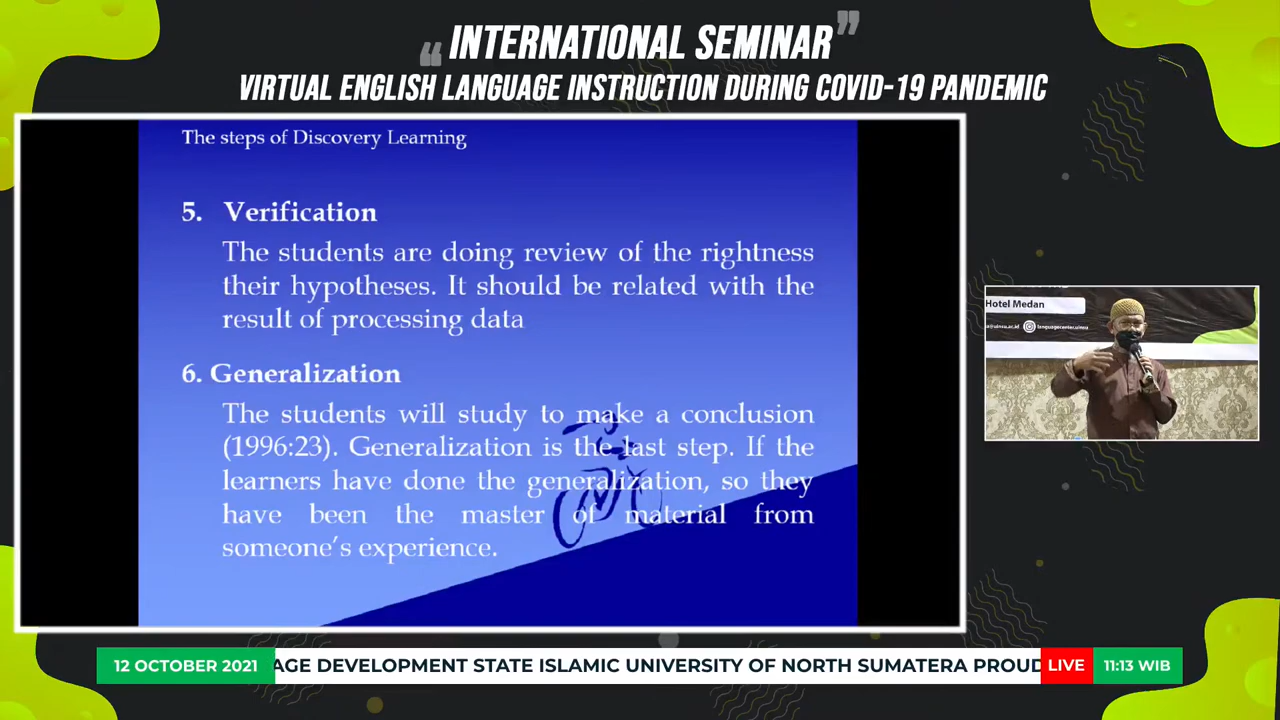 “ INTERNATIONAL SEMINAR ”
VIRTUAL ENGLISH LANGUAGE INSTRUCTION DURING COVID-19 PANDEMIC
The steps of Discovery Learning
5. Verification
The students are doing review of the rightness
their hypotheses. It should be related with the
result of processing data
6. Generalization
The students will study to make a conclusion
(1996:23). Generalization is the last step. If the
learners have done the generalization, so they
have been the master of material from
someone’s experience.
Hotel Medan
12 OCTOBER 2021
AGE DEVELOPMENT STATE ISLAMIC UNIVERSITY OF NORTH SUMATERA PROUD
LIVE
11:13 WIB